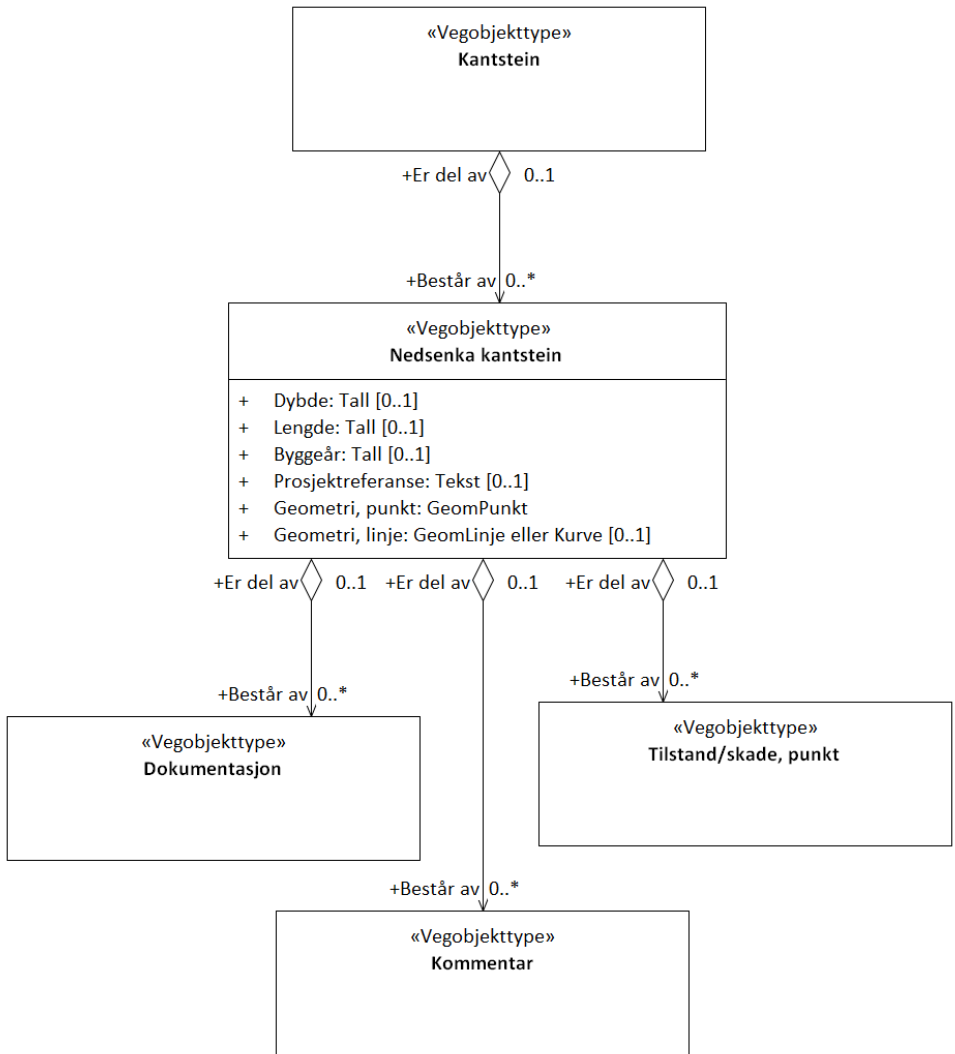 «Vegobjekttype»
Kantstein
+Er del av 0..1
+Består av 0..*
«Vegobjekttype»
Nedsenka kantstein
+ Dybde: Tall [0..1]
+ Lengde: Tall [0..1]
+ Byggeår: Tall [0..1]
+ Prosjektreferanse: Tekst [0..1]
+ Geometri, punkt: GeomPunkt
+ Geometri, linje: GeomLinje eller Kurve [0..1]
+Er del av 0..1 +Er del av 0..1 +Er del av 0..1
+Består av 0..*
+Består av 0..*
«Vegobjekttype»
Dokumentasjon
«Vegobjekttype»
Tilstand/skade, punkt
+Består av 0..*
«Vegobjekttype»
Kommentar